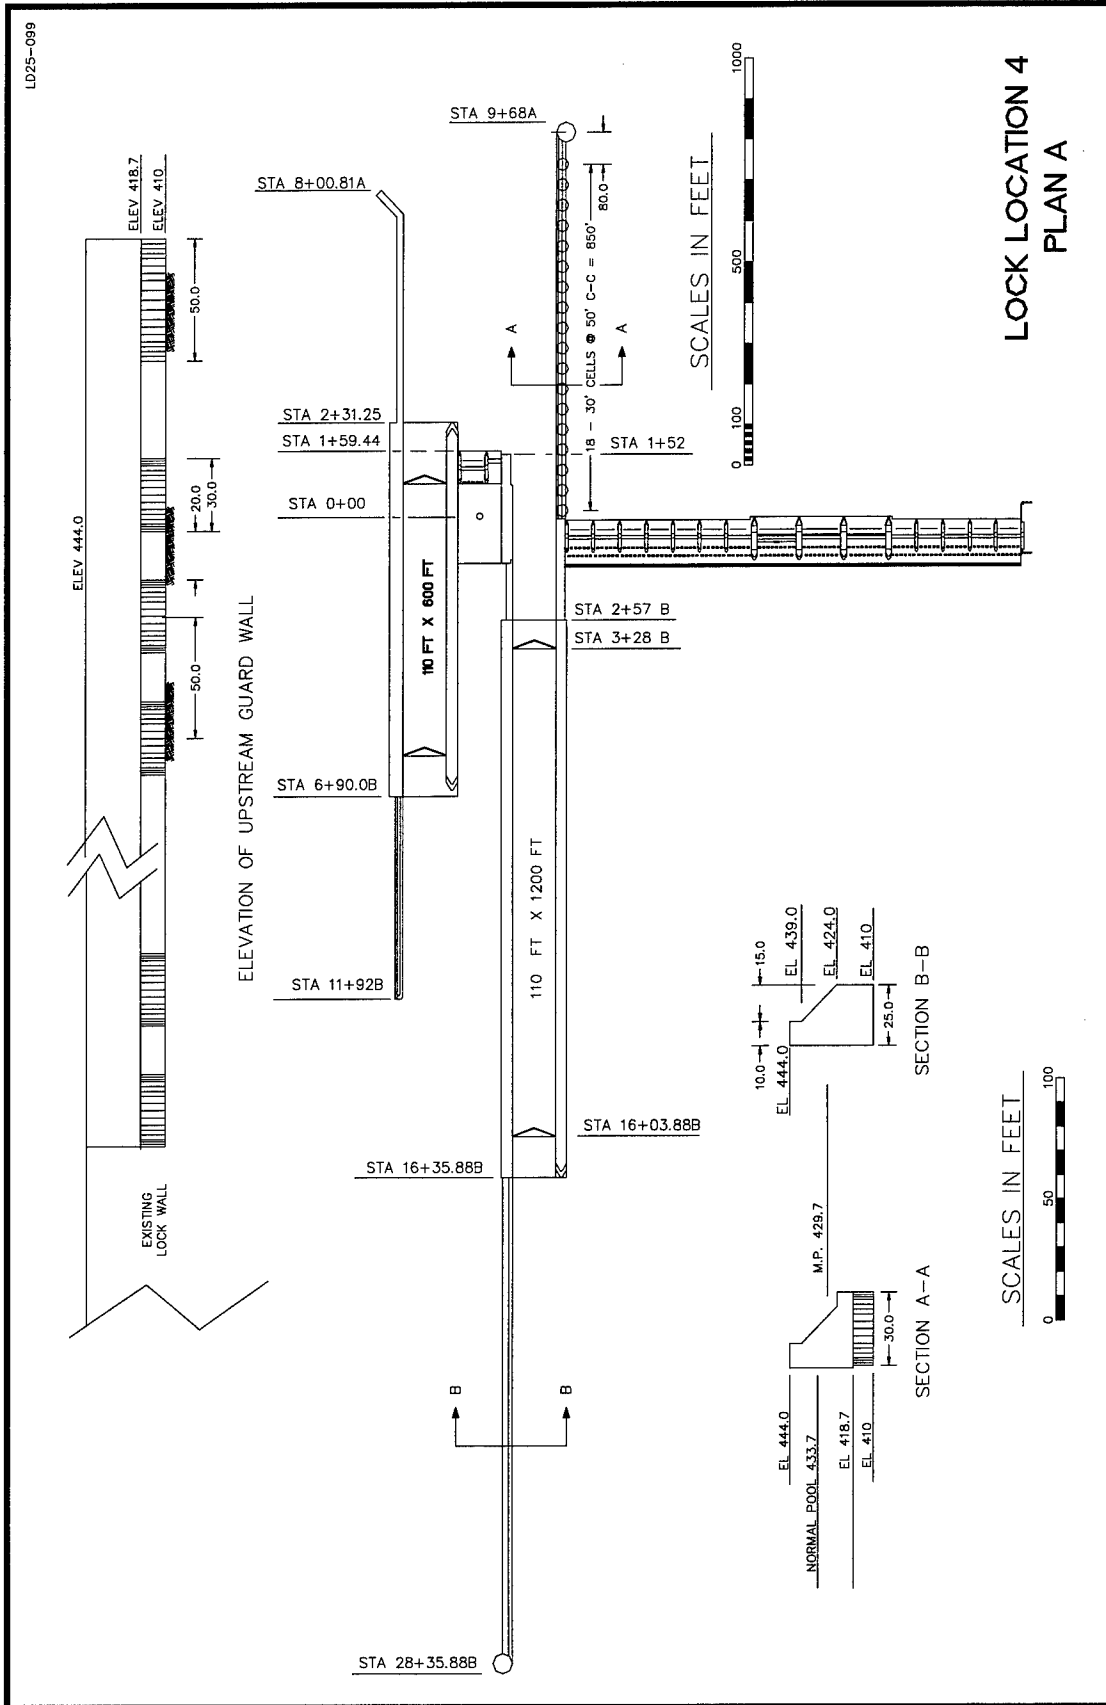 LD25-099
ELEV 444.0
ELEV 418.7
ELEV 410
50.0
20.0
30.0
50.0
EXISTING
LOCK WALL
ELEVATION OF UPSTREAM GUARD WALL
STA 9+68A
STA 8+00.81A
STA 2+31.25
STA 1+59.44
STA 0+00
STA 1+52
80.0
18 - 30' CELLS @ 50' C-C = 850'
A
A
110 FT X 600 FT
STA 2+57 B
STA 3+28 B
STA 6+90.0B
STA 11+92B
110 FT X 1200 FT
STA 16+03.88B
STA 16+35.88B
B
B
STA 28+35.88B
SCALES IN FEET
0
100
500
1000
LOCK LOCATION 4
PLAN A
EL 444.0
10.0
15.0
EL 439.0
EL 424.0
EL 410
25.0
SECTION B-B
M.P. 429.7
EL 444.0
NORMAL POOL 433.7
EL 418.7
EL 410
30.0
SECTION A-A
SCALES IN FEET
0
50
100